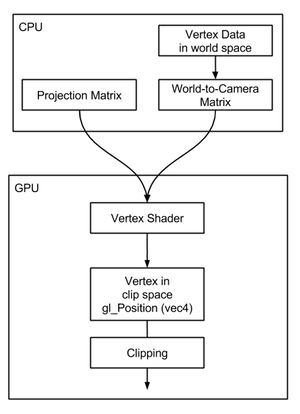 CPU
Vertex Data
in world space
Projection Matrix
World-to-Camera
Matrix
GPU
Vertex Shader
Vertex in
clip space
gl_Position (vec4)
Clipping